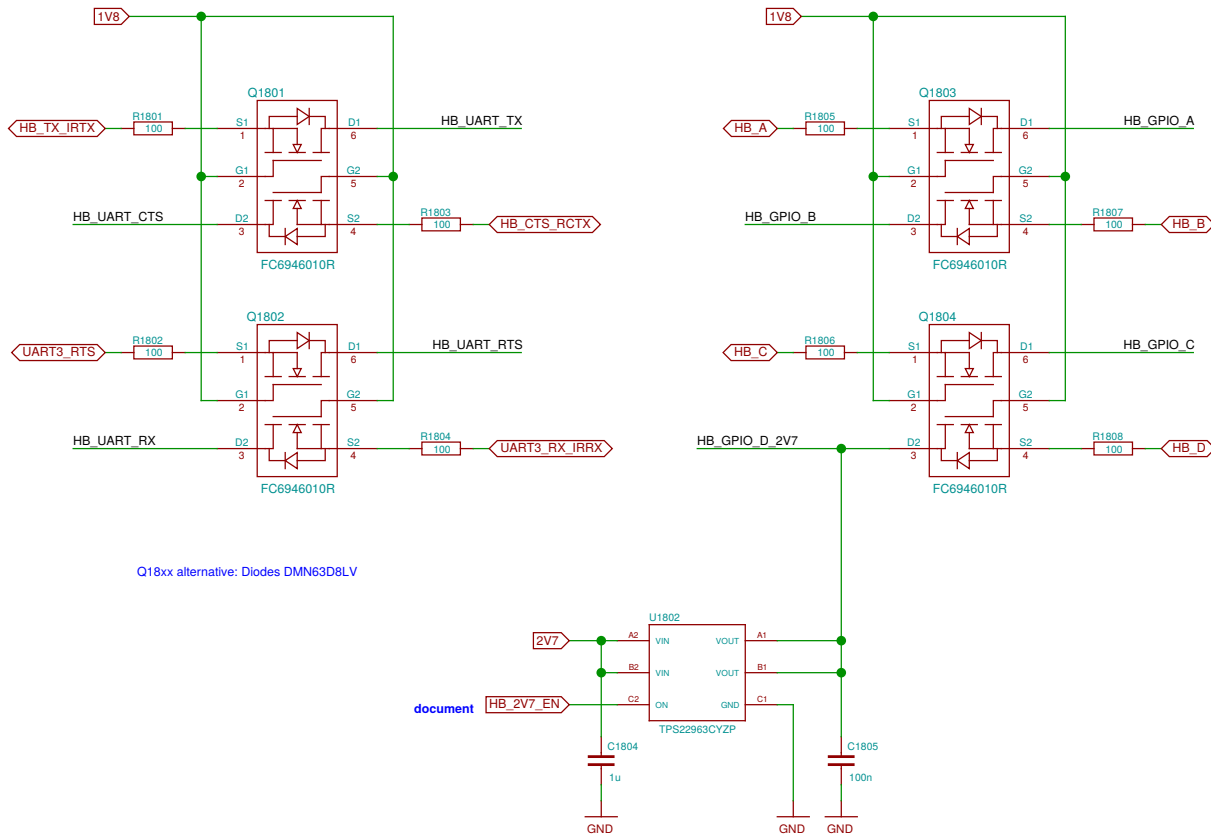 1V8
1V8
Q1801
Q1803
HB_TX_IRTX
R1801
100
S1
1
D1
6
HB_UART_TX
HB_A
R1805
100
S1
1
D1
6
HB_GPIO_A
G1
2
G2
5
G1
2
G2
5
HB_UART_CTS
D2
3
S2
4
R1803
100
HB_CTS_RCTX
HB_GPIO_B
D2
3
S2
4
R1807
100
HB_B
FC6946010R
FC6946010R
Q1802
Q1804
UART3_RTS
R1802
100
S1
1
D1
6
HB_UART_RTS
HB_C
R1806
100
S1
1
D1
6
HB_GPIO_C
G1
2
G2
5
G1
2
G2
5
HB_UART_RX
D2
3
S2
4
R1804
100
UART3_RX_IRRX
HB_GPIO_D_2V7
D2
3
S2
4
R1808
100
HB_D
FC6946010R
FC6946010R
Q18xx alternative: Diodes DMN63D8LV
U1802
2V7
A2
VIN
VOUT
A1
B2
VIN
VOUT
B1
document
HB_2V7_EN
C2
ON
GND
C1
TPS22963CYZP
C1804
1u
C1805
100n
GND
GND
GND